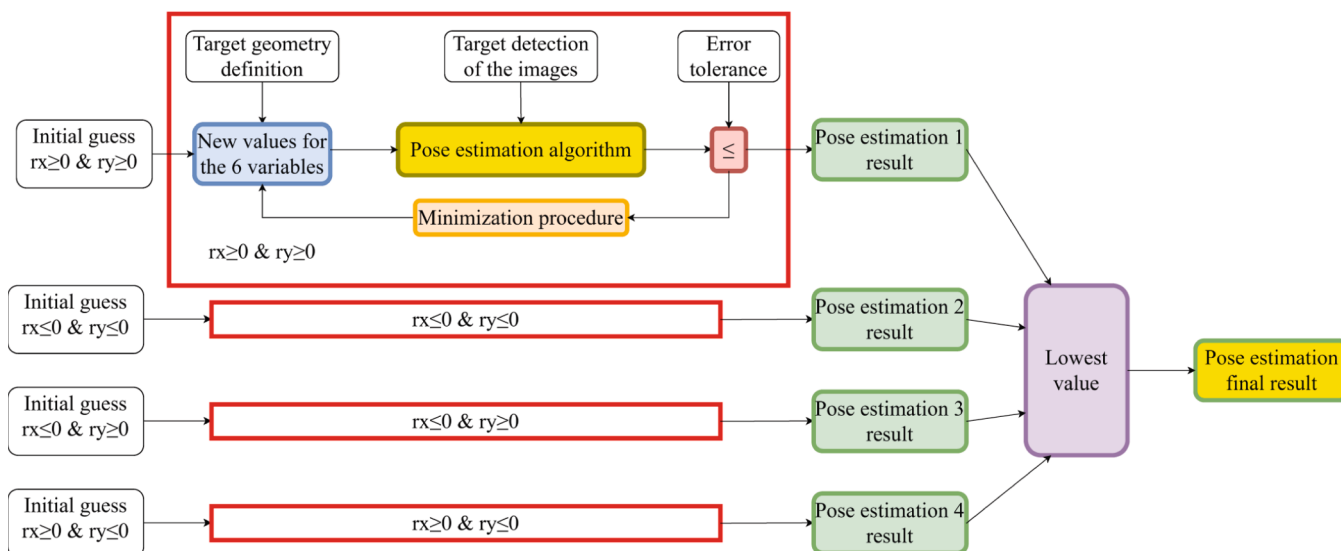 Target geometry
definition
Target detection
of the images
Error
tolerance
Initial guess
rx≥0 & ry≥0
New values for
the 6 variables
Pose estimation algorithm
≤
Pose estimation 1
result
Minimization procedure
rx≥0 & ry≥0
Initial guess
rx≤0 & ry≤0
rx≤0 & ry≤0
Pose estimation 2
result
Lowest
value
Pose estimation
final result
Initial guess
rx≤0 & ry≥0
rx≤0 & ry≥0
Pose estimation 3
result
Initial guess
rx≥0 & ry≤0
rx≥0 & ry≤0
Pose estimation 4
result